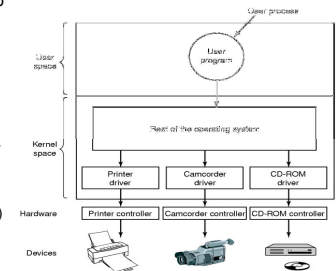 User process
User
space
User
program
Rest of the operating system
Kernel
space
Printer
driver
Camcorder
driver
CD-ROM
driver
Hardware
Printer controller
Camcorder controller
CD-ROM controller
Devices